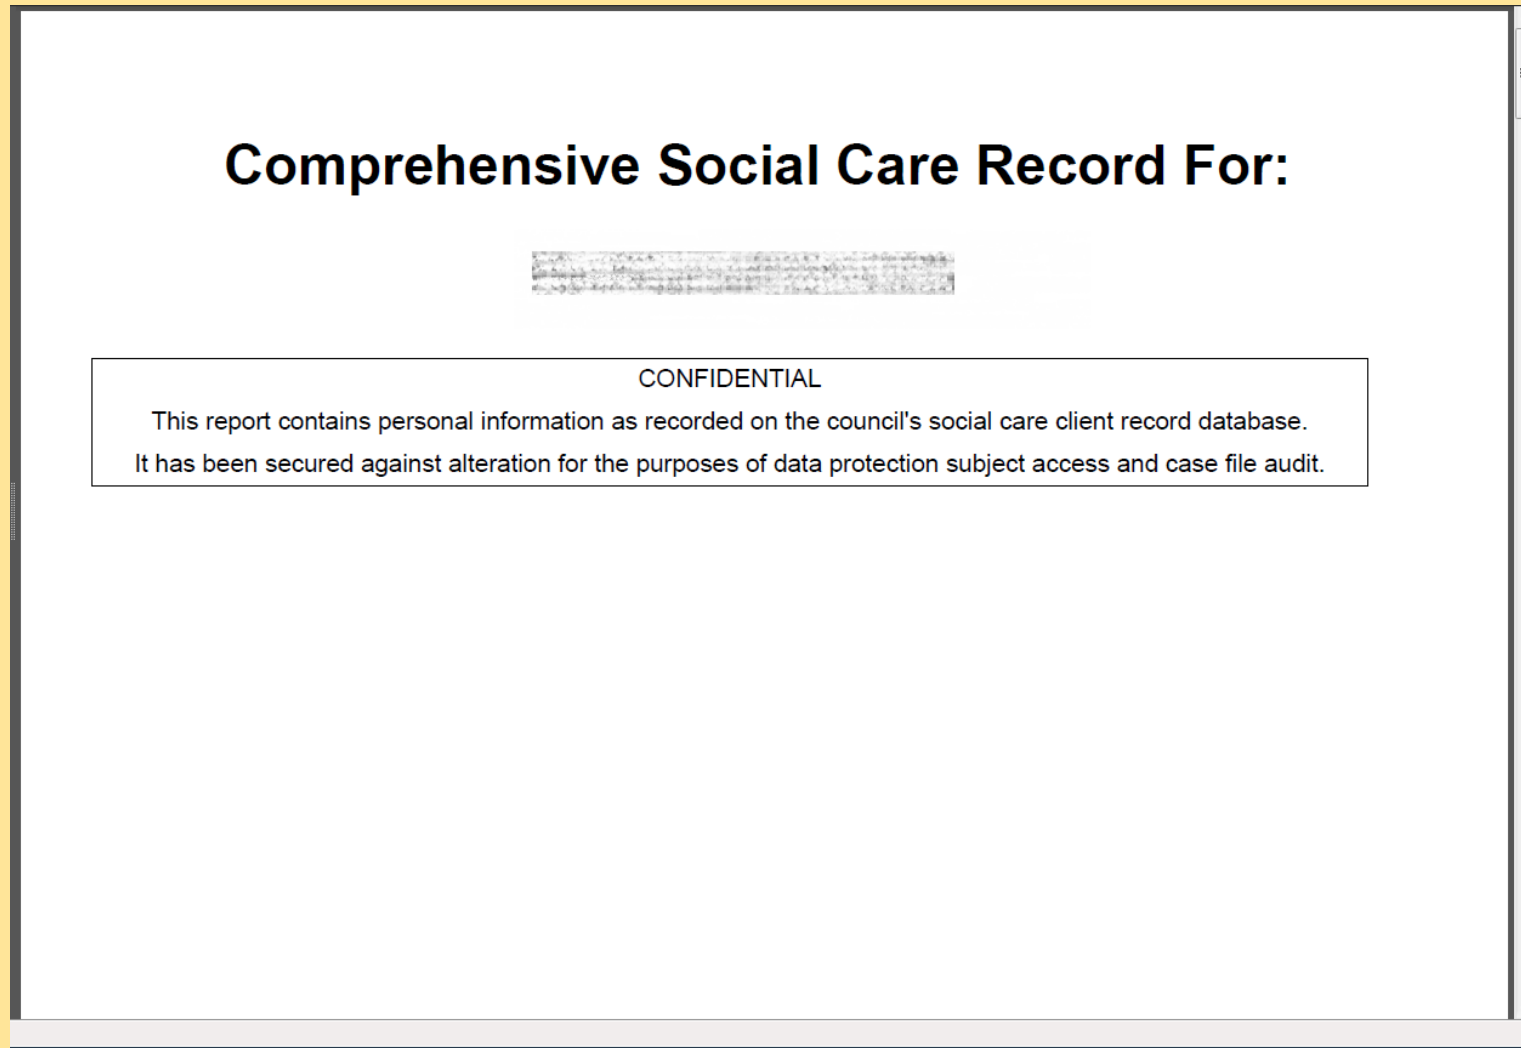 Comprehensive Social Care Record For:
CONFIDENTIAL
This report contains personal information as recorded on the council's social care client record database.
It has been secured against alteration for the purposes of data protection subject access and case file audit.